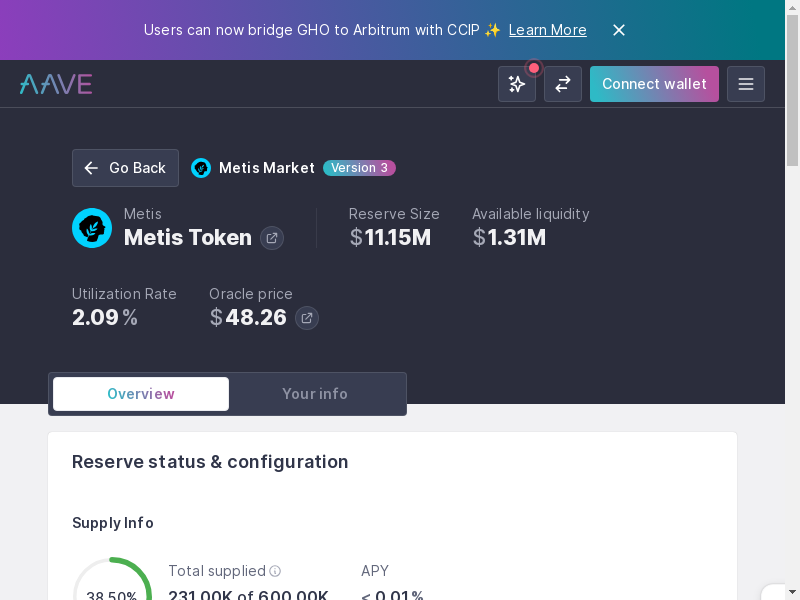 Users can now bridge GHO to Arbitrum with CCIP ✨ Learn More
AAVE
Connect wallet
Go Back
Metis Market
Version 3
Metis
Metis Token
Reserve Size
$11.15M
Available liquidity
$1.31M
Utilization Rate
2.09%
Oracle price
$48.26
Overview
Your info
Reserve status & configuration
Supply Info
38.50%
Total supplied
231.00K of 600.00K
APY
< 0.01%